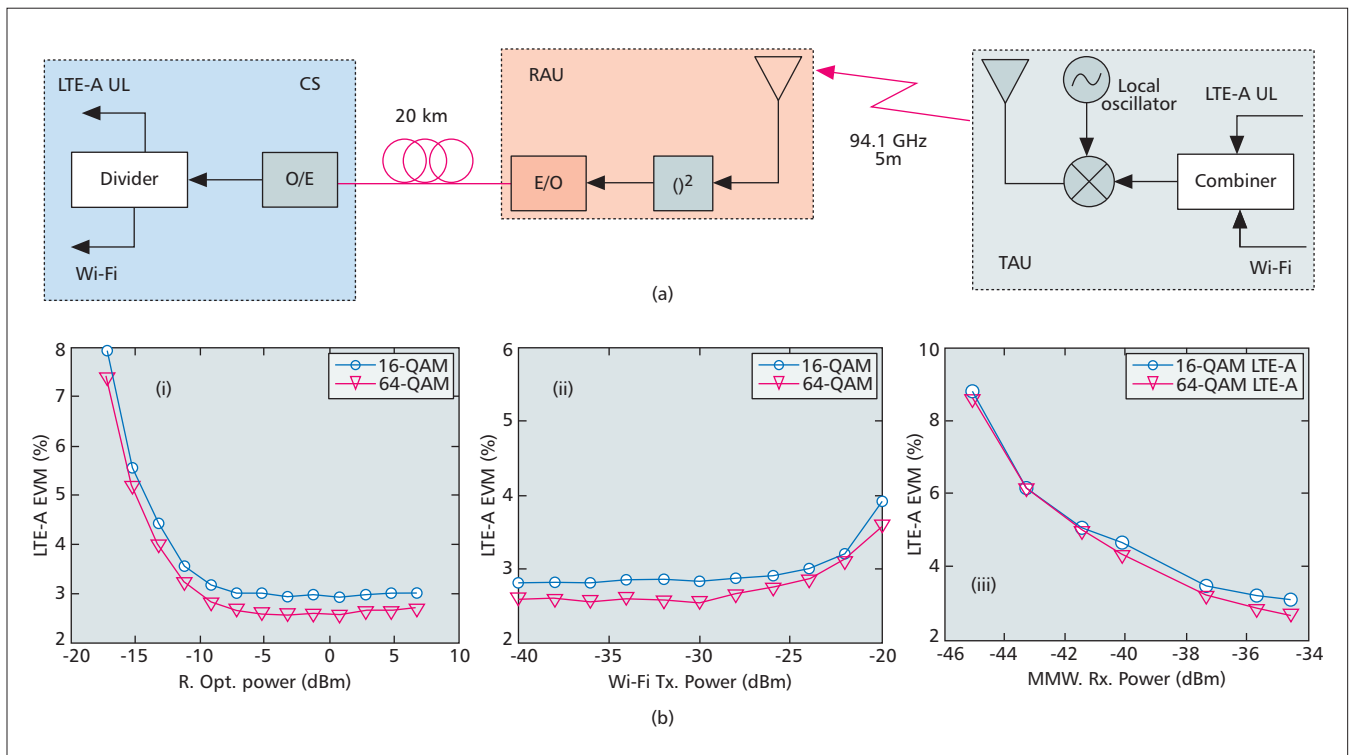 LTE-A UL
CS
Divider
O/E
Wi-Fi
20 km
RAU
E/O
()²
94.1 GHz
5m
Local
oscillator
LTE-A UL
Combiner
TAU
Wi-Fi
(a)
LTE-A EVM (%)
8
7
6
5
4
3
2
(i)
16-QAM
64-QAM
-20
-15
-10
-5
0
5
10
R. Opt. power (dBm)
LTE-A EVM (%)
6
5
4
3
2
(ii)
16-QAM
64-QAM
-40
-35
-30
-25
-20
Wi-Fi Tx. Power (dBm)
LTE-A EVM (%)
10
8
6
4
2
(iii)
16-QAM LTE-A
64-QAM LTE-A
-46
-44
-42
-40
-38
-36
-34
MMW. Rx. Power (dBm)
(b)